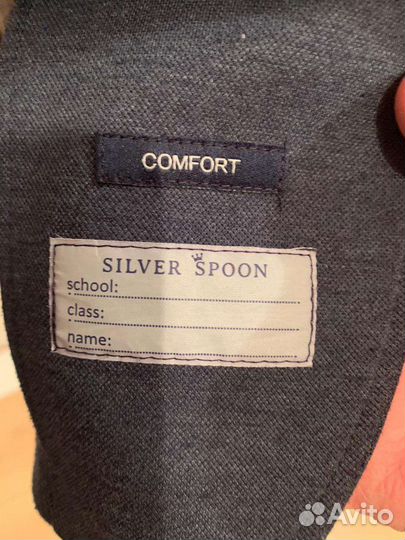 COMFORT
SILVER SPOON
school:
class:
name:
Avito